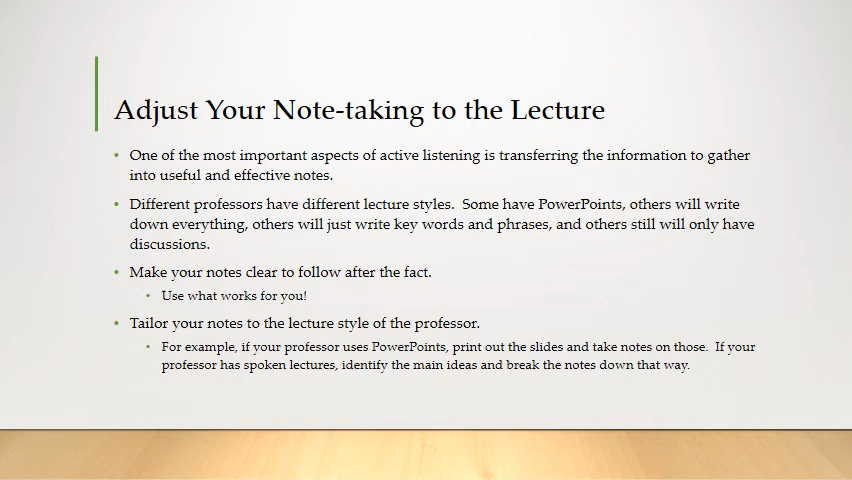 Adjust Your Note-taking to the Lecture
• One of the most important aspects of active listening is transferring the information to gather
into useful and effective notes.
• Different professors have different lecture styles.  Some have PowerPoints, others will write
down everything, others will just write key words and phrases, and others still will only have
discussions.
• Make your notes clear to follow after the fact.
• Use what works for you!
• Tailor your notes to the lecture style of the professor.
• For example, if your professor uses PowerPoints, print out the slides and take notes on those.  If your
professor has spoken lectures, identify the main ideas and break the notes down that way.